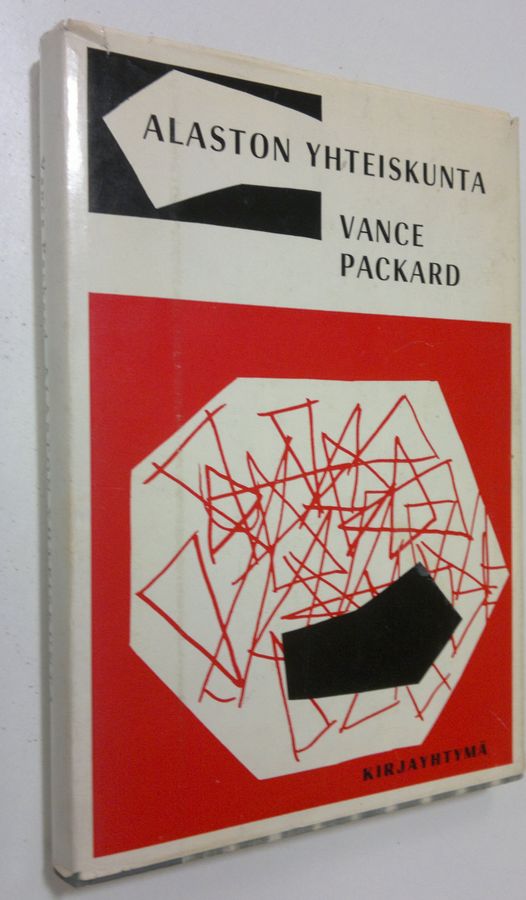 ALASTON YHTEISKUNTA
VANCE
PACKARD
KIRJAYHTYMÄ